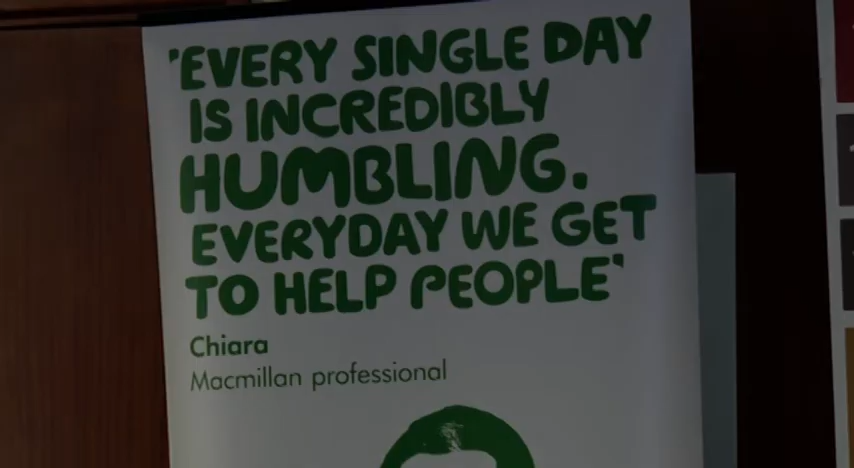 'EVERY SINGLE DAY
IS INCREDIBLY
HUMBLING.
EVERYDAY WE GET
TO HELP PEOPLE'
Chiara
Macmillan professional